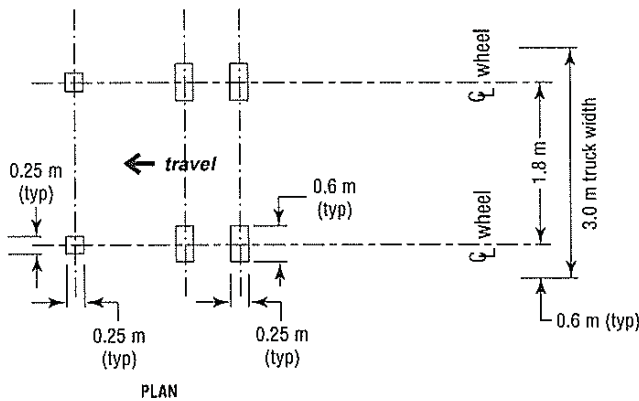 ℄ wheel
1.8 m
3.0 m truck width
travel
0.25 m
(typ)
0.6 m
(typ)
℄ wheel
0.25 m
(typ)
0.25 m
(typ)
0.6 m (typ)
PLAN